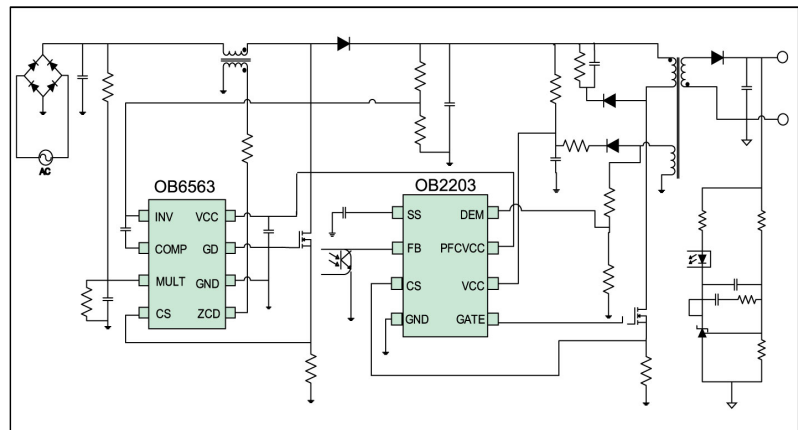 AC
OB6563
INV VCC
COMP GD
MULT GND
CS ZCD
OB2203
SS DEM
FB PFCVCC
CS VCC
GND GATE